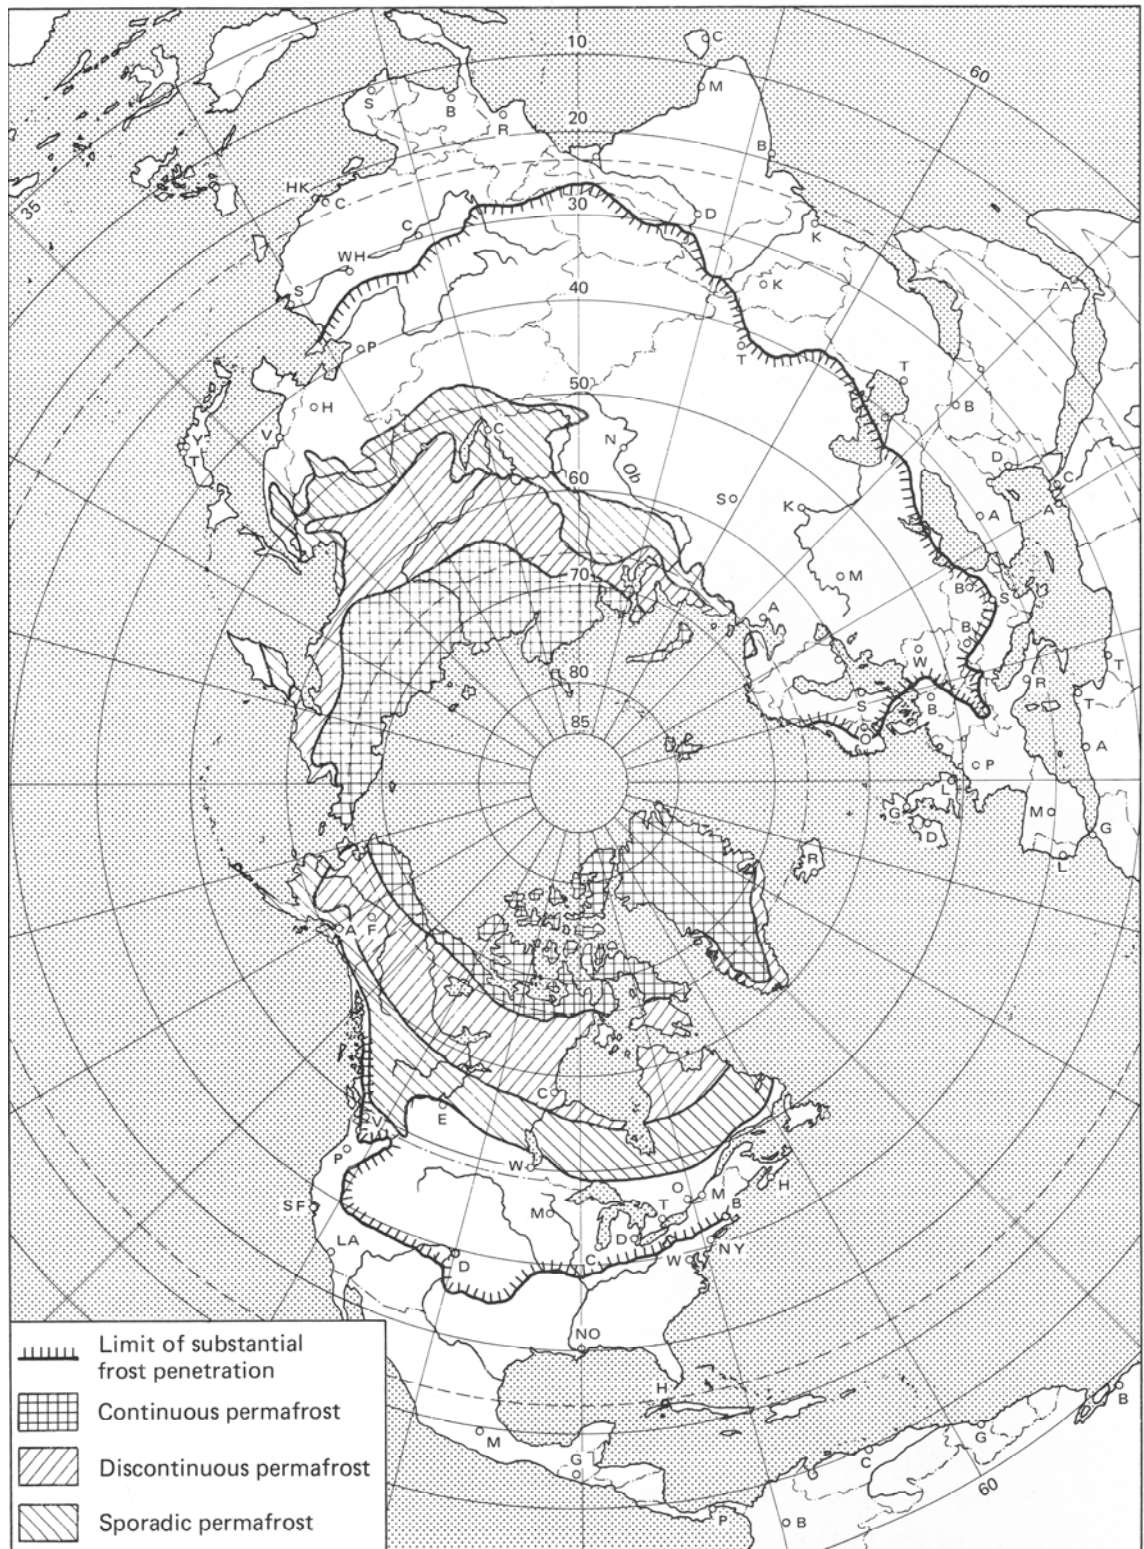 C
10
60
M
S
B
R
20
B
HK
C
35
30
D
K
C
WH
K
A
S
40
P
T
T
50
B
H
Y
T
V
C
N
D
C
60
Ob
S
K
A
A
70
M
B
S
A
B
80
W
T
R
S
B
T
85
O
A
P
L
G
M
D
G
R
L
A
F
C
E
V
W
P
O
M
H
SF
M
T
B
D
LA
C
NY
D
W
NO
H
M
G
B
G
C
60
P
B
Limit of substantial
frost penetration
Continuous permafrost
Discontinuous permafrost
Sporadic permafrost